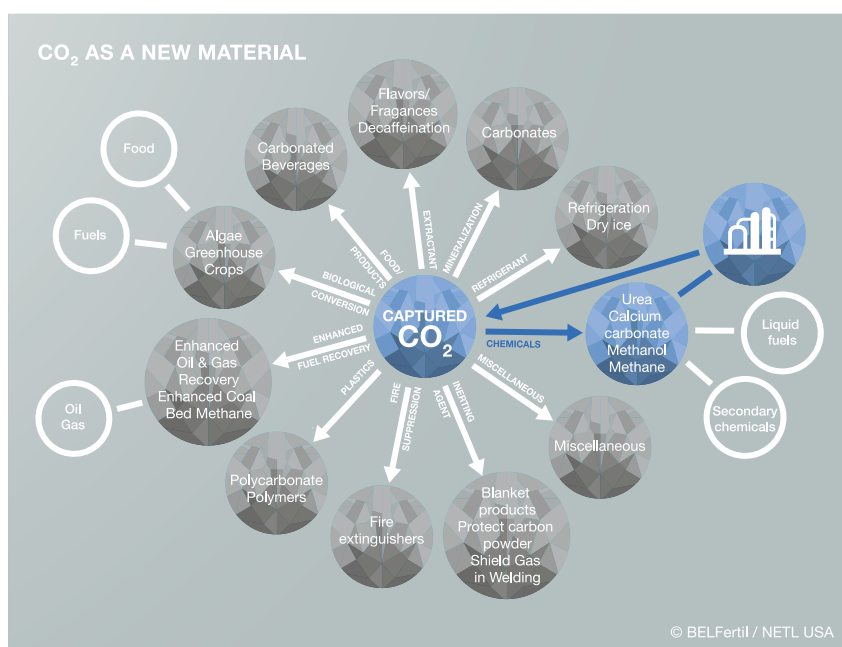 CO2 AS A NEW MATERIAL
Flavors/
Fragances
Decaffeination
Carbonated
Beverages
Carbonates
Food
Fuels
Algae
Greenhouse
Crops
Refrigeration
Dry ice
FOOD/
PRODUCTS
EXTRACTANT
MINERALIZATION
REFRIGERANT
BIOLOGICAL
CONVERSION
CAPTURED
CO2
CHEMICALS
Urea
Calcium
carbonate
Methanol
Methane
Liquid
fuels
Secondary
chemicals
ENHANCED
FUEL RECOVERY
Enhanced
Oil & Gas
Recovery
Enhanced Coal
Bed Methane
Oil
Gas
PLASTICS
FIRE
SUPPRESSION
INERTING
AGENT
MISCELLANEOUS
Miscellaneous
Polycarbonate
Polymers
Fire
extinguishers
Blanket
products
Protect carbon
powder
Shield Gas
in Welding
© BELFertil / NETL USA